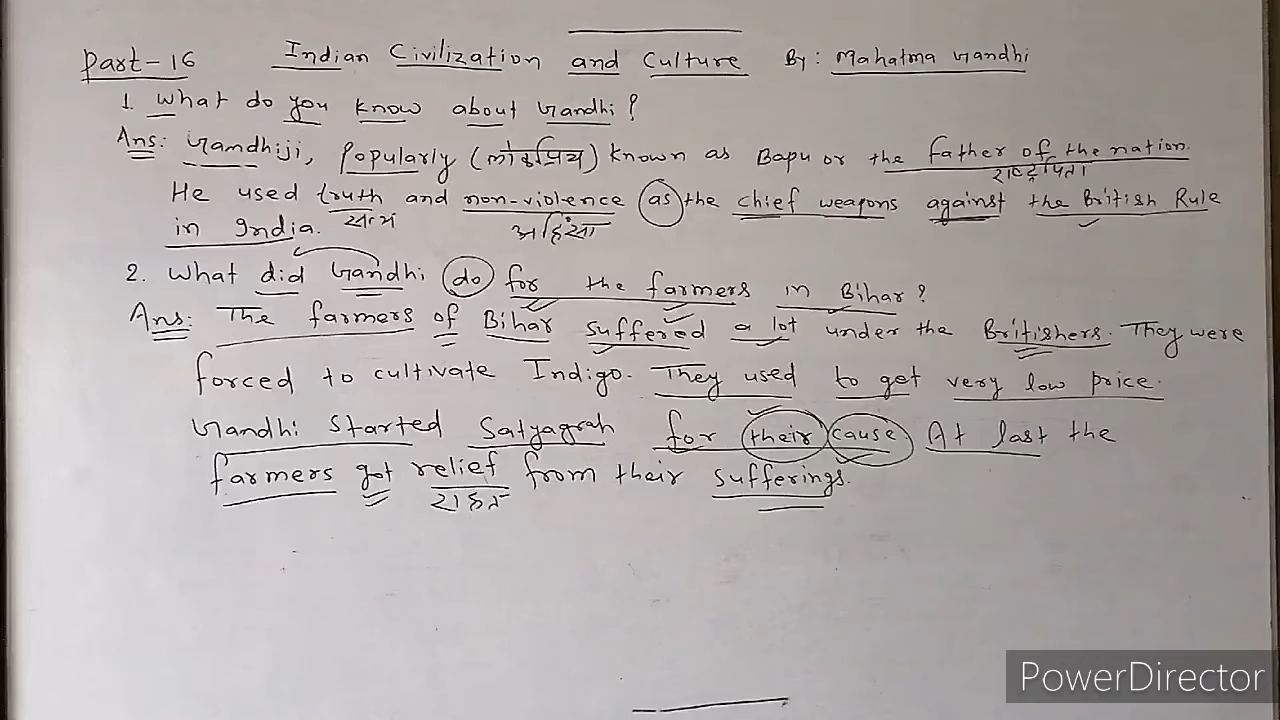 Part-16 Indian Civilization and Culture By: Mahatma Gandhi
1. What do you know about Gandhi?
Ans: Gandhiji, Popularly (लोकप्रिय) known as Bapu or the father of the nation.
राष्ट्रपिता
He used truth and non-violence as the chief weapons against the British Rule
सत्य अहिंसा
in India.
2. What did Gandhi do for the farmers in Bihar?
Ans: The farmers of Bihar suffered a lot under the Britishers. They were
forced to cultivate Indigo. They used to get very low price.
Gandhi started Satyagrah for their cause. At last the
farmers got relief from their sufferings.
राहत
PowerDirector